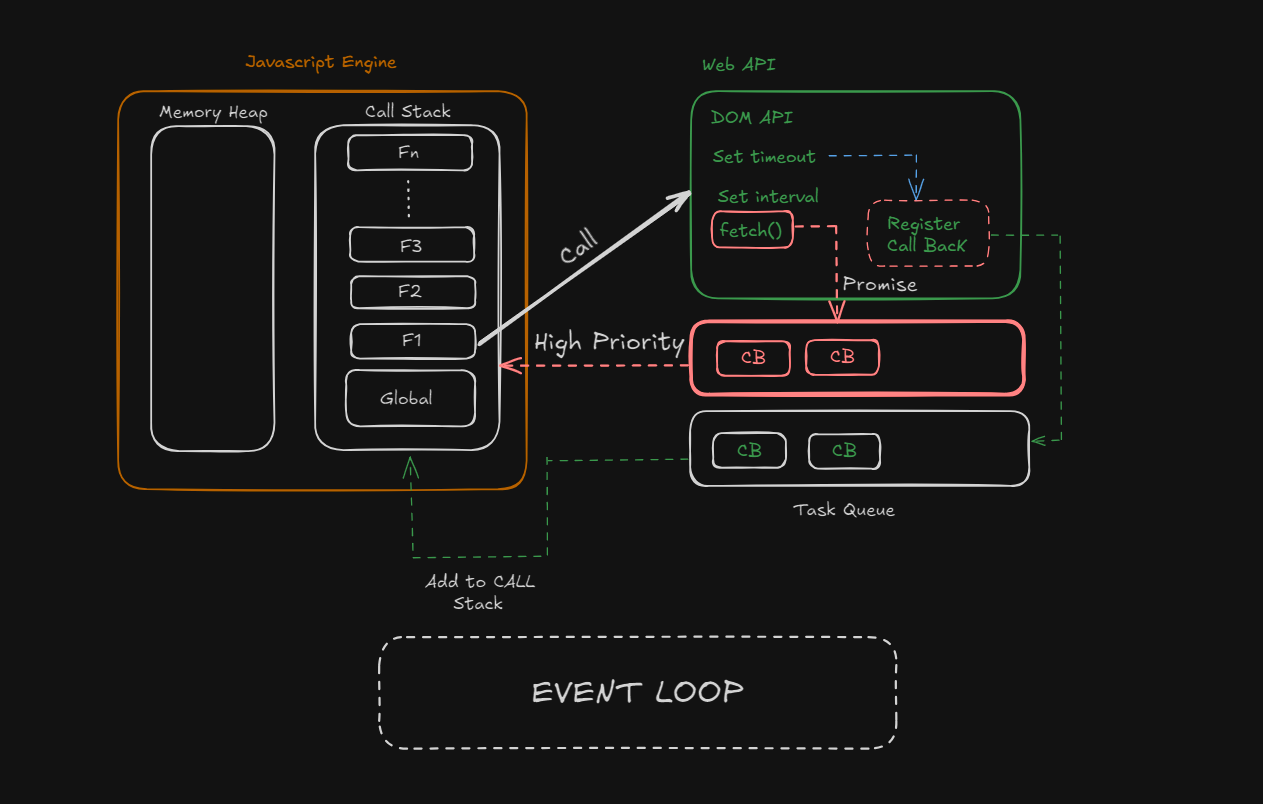 Javascript Engine
Memory Heap
Call Stack
Fn
F3
F2
F1
Global
Call
Web API
DOM API
Set timeout
Set interval
fetch()
Register
Call Back
Promise
High Priority
CB
CB
CB
CB
Task Queue
Add to CALL
Stack
EVENT LOOP